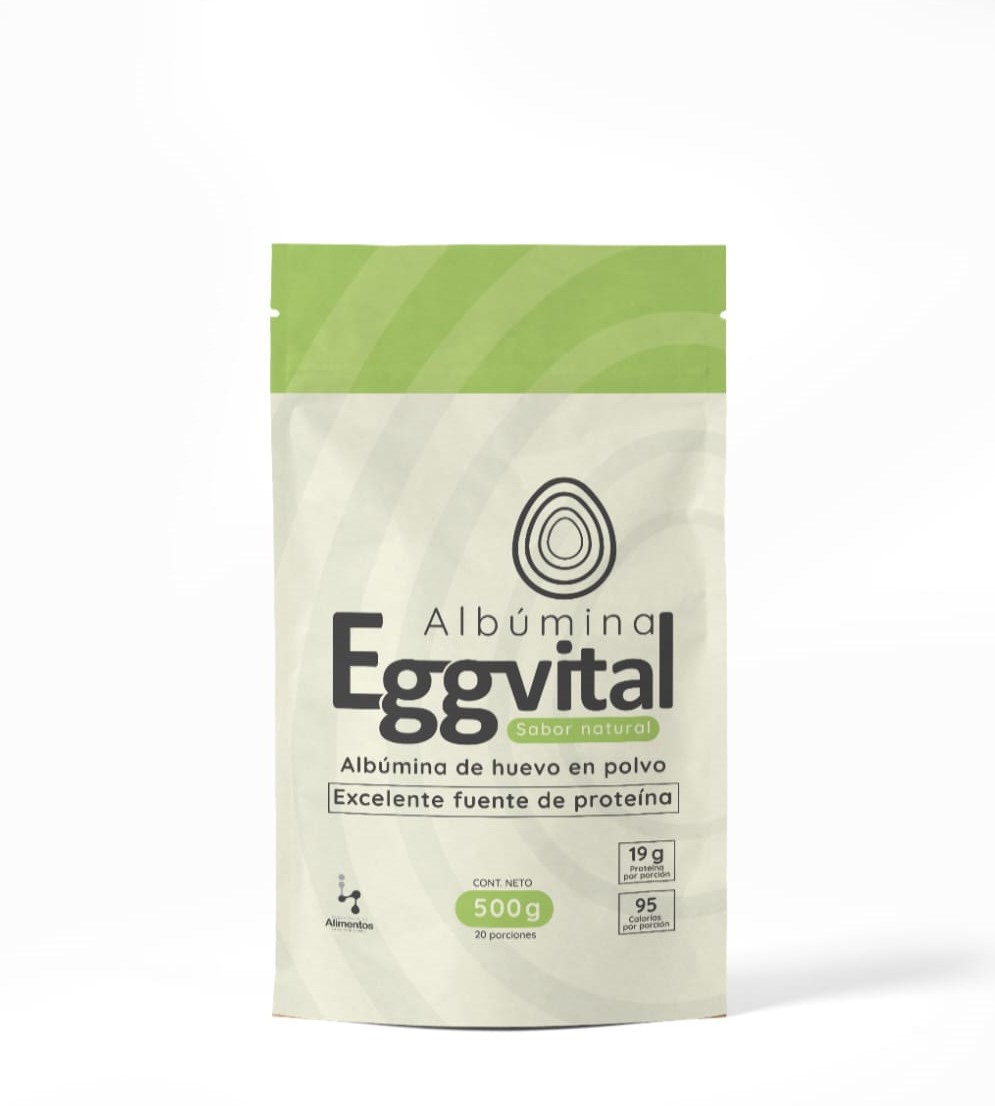 Albúmina
Eggvital
Sabor natural
Albúmina de huevo en polvo
Excelente fuente de proteína
19 g
Proteína
por porción
95
Calorías
por porción
CONT. NETO
500g
20 porciones
Alimentos